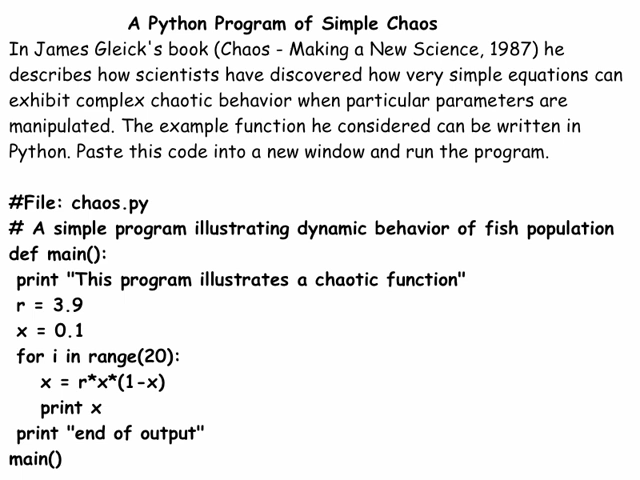 A Python Program of Simple Chaos
In James Gleick's book (Chaos - Making a New Science, 1987) he
describes how scientists have discovered how very simple equations can
exhibit complex chaotic behavior when particular parameters are
manipulated. The example function he considered can be written in
Python. Paste this code into a new window and run the program.

#File: chaos.py
# A simple program illustrating dynamic behavior of fish population
def main():
 print "This program illustrates a chaotic function"
 r = 3.9
 x = 0.1
 for i in range(20):
    x = r*x*(1-x)
    print x
 print "end of output"
main()